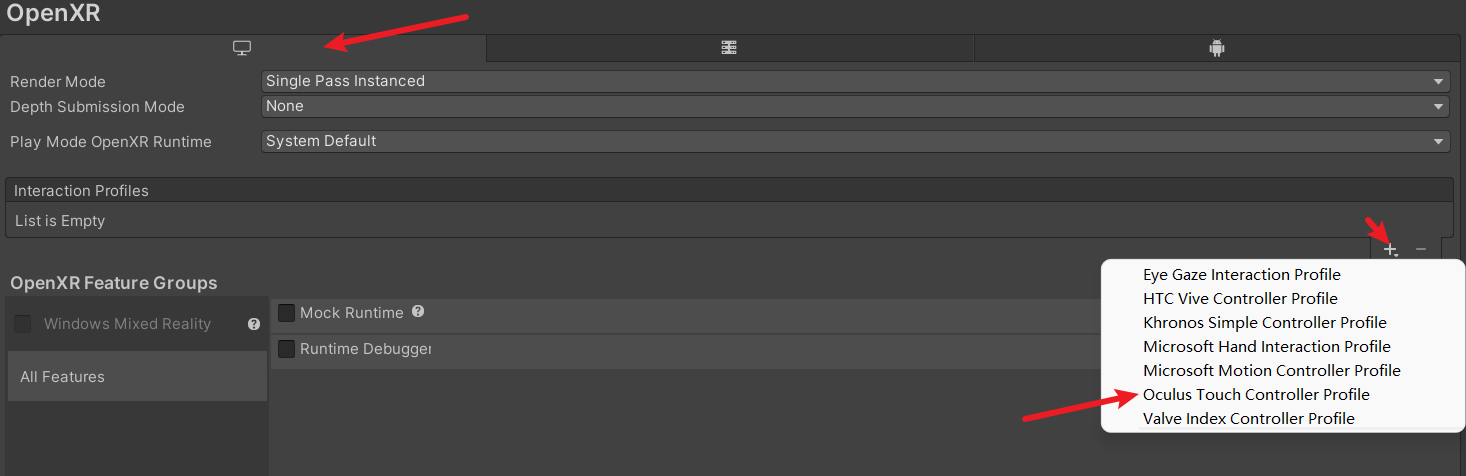 OpenXR
Render Mode
Single Pass Instanced
Depth Submission Mode
None
Play Mode OpenXR Runtime
System Default
Interaction Profiles
List is Empty
OpenXR Feature Groups
Windows Mixed Reality
All Features
Mock Runtime
Runtime Debugger
Eye Gaze Interaction Profile
HTC Vive Controller Profile
Khronos Simple Controller Profile
Microsoft Hand Interaction Profile
Microsoft Motion Controller Profile
Oculus Touch Controller Profile
Valve Index Controller Profile